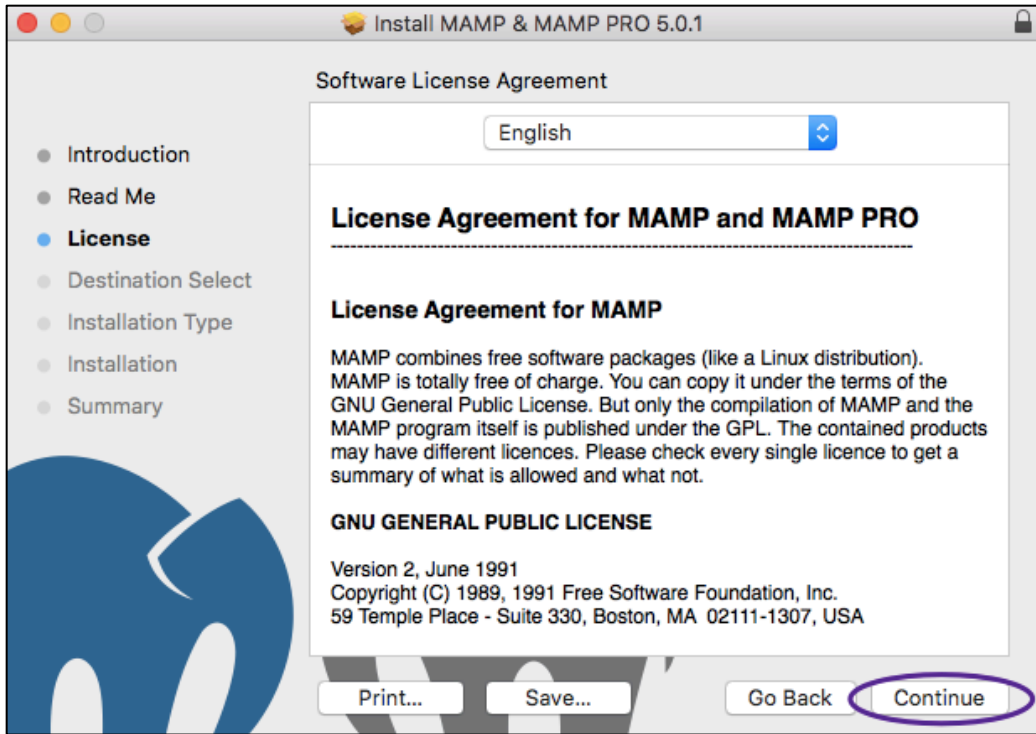 Install MAMP & MAMP PRO 5.0.1
Software License Agreement
English
Introduction
Read Me
License
Destination Select
Installation Type
Installation
Summary
License Agreement for MAMP and MAMP PRO
----------------------------------------------------------------------------------------
License Agreement for MAMP
MAMP combines free software packages (like a Linux distribution).
MAMP is totally free of charge. You can copy it under the terms of the
GNU General Public License. But only the compilation of MAMP and the
MAMP program itself is published under the GPL. The contained products
may have different licences. Please check every single licence to get a
summary of what is allowed and what not.
GNU GENERAL PUBLIC LICENSE
Version 2, June 1991
Copyright (C) 1989, 1991 Free Software Foundation, Inc.
59 Temple Place - Suite 330, Boston, MA  02111-1307, USA
Print... Save... Go Back Continue